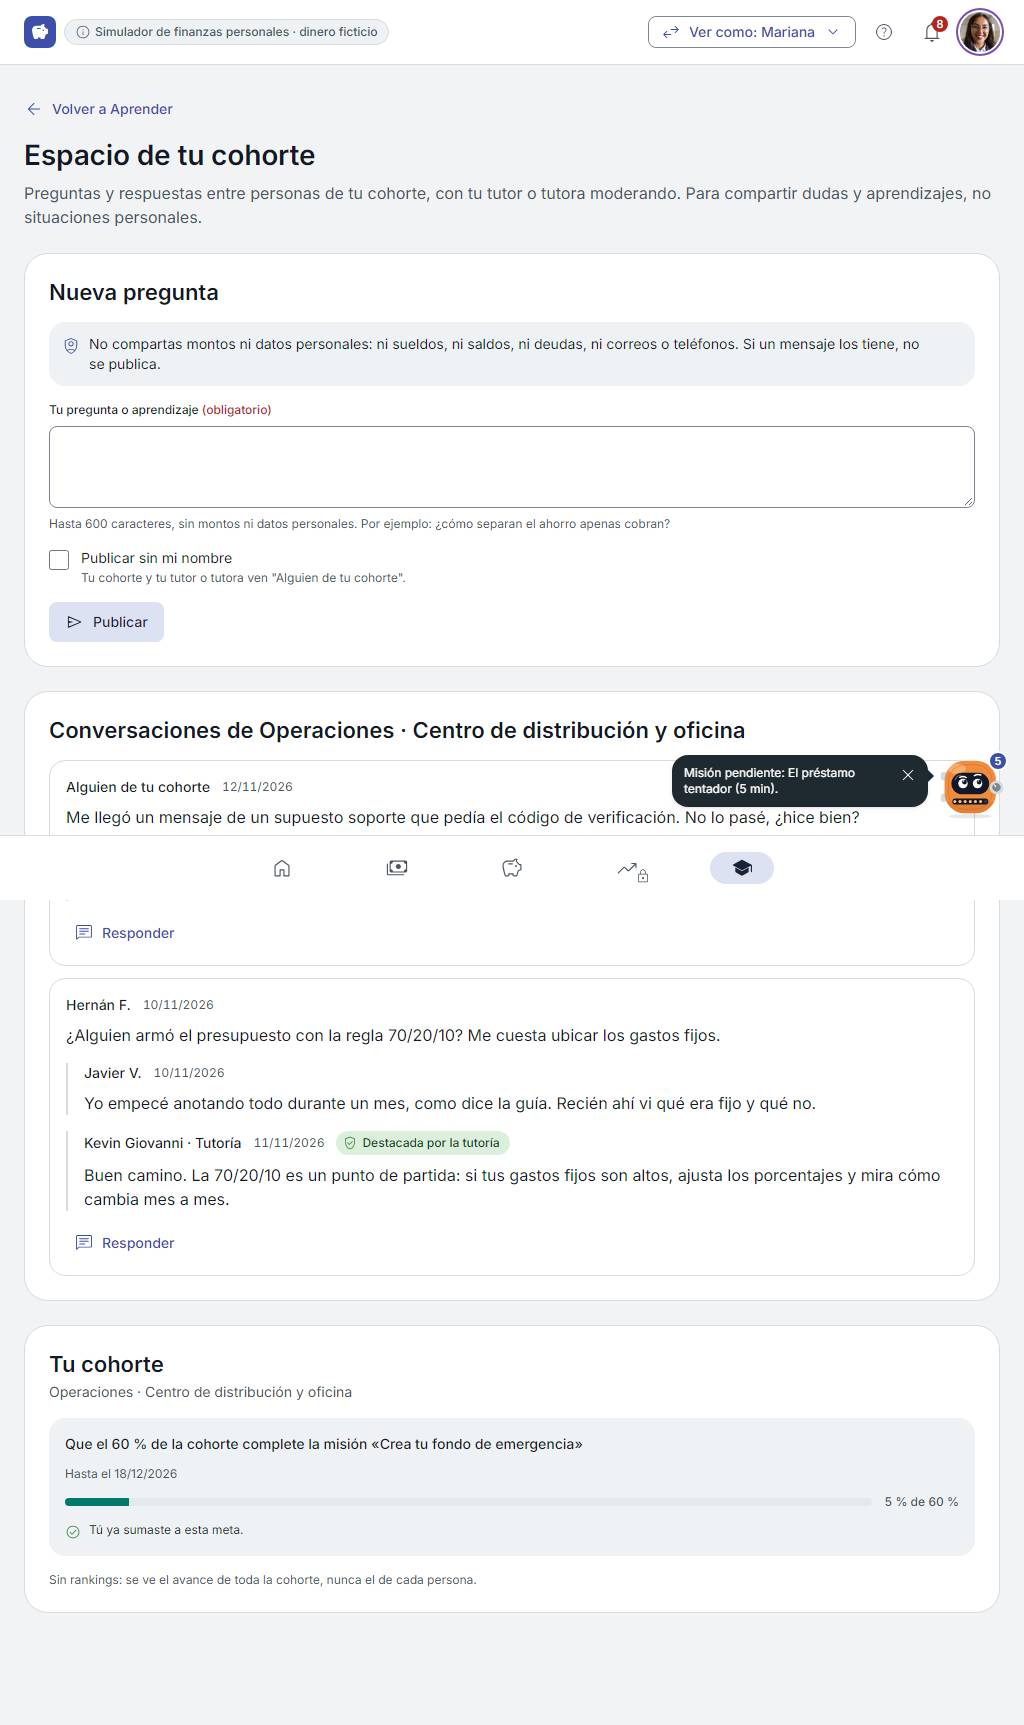 Simulador de finanzas personales · dinero ficticio
Ver como: Mariana
8
Volver a Aprender
Espacio de tu cohorte
Preguntas y respuestas entre personas de tu cohorte, con tu tutor o tutora moderando. Para compartir dudas y aprendizajes, no
situaciones personales.
Nueva pregunta
No compartas montos ni datos personales: ni sueldos, ni saldos, ni deudas, ni correos o teléfonos. Si un mensaje los tiene, no
se publica.
Tu pregunta o aprendizaje (obligatorio)
Hasta 600 caracteres, sin montos ni datos personales. Por ejemplo: ¿cómo separan el ahorro apenas cobran?
Publicar sin mi nombre
Tu cohorte y tu tutor o tutora ven "Alguien de tu cohorte".
Publicar
Conversaciones de Operaciones · Centro de distribución y oficina
Misión pendiente: El préstamo
tentador (5 min).
5
Alguien de tu cohorte 12/11/2026
Me llegó un mensaje de un supuesto soporte que pedía el código de verificación. No lo pasé, ¿hice bien?
Responder
Hernán F. 10/11/2026
¿Alguien armó el presupuesto con la regla 70/20/10? Me cuesta ubicar los gastos fijos.
Javier V. 10/11/2026
Yo empecé anotando todo durante un mes, como dice la guía. Recién ahí vi qué era fijo y qué no.
Kevin Giovanni · Tutoría 11/11/2026 Destacada por la tutoría
Buen camino. La 70/20/10 es un punto de partida: si tus gastos fijos son altos, ajusta los porcentajes y mira cómo
cambia mes a mes.
Responder
Tu cohorte
Operaciones · Centro de distribución y oficina
Que el 60 % de la cohorte complete la misión «Crea tu fondo de emergencia»
Hasta el 18/12/2026
5 % de 60 %
Tú ya sumaste a esta meta.
Sin rankings: se ve el avance de toda la cohorte, nunca el de cada persona.